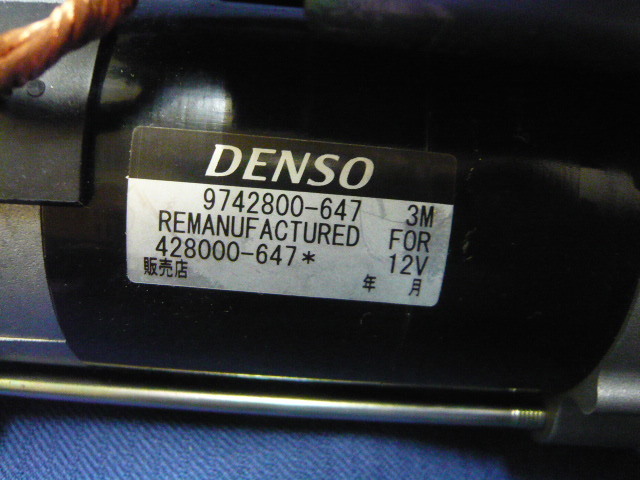 DENSO
9742800-647 3M
REMANUFACTURED FOR
428000-647* 12V
販売店 年 月